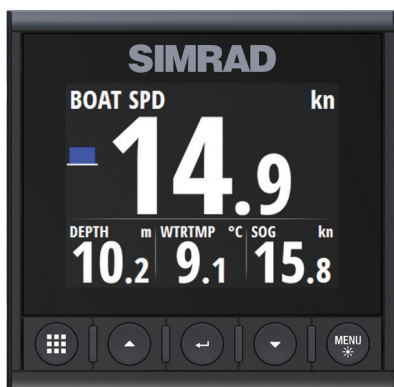 SIMRAD
BOAT SPD kn
14.9
DEPTH m WTRTMP °C SOG kn
10.2 9.1 15.8
MENU